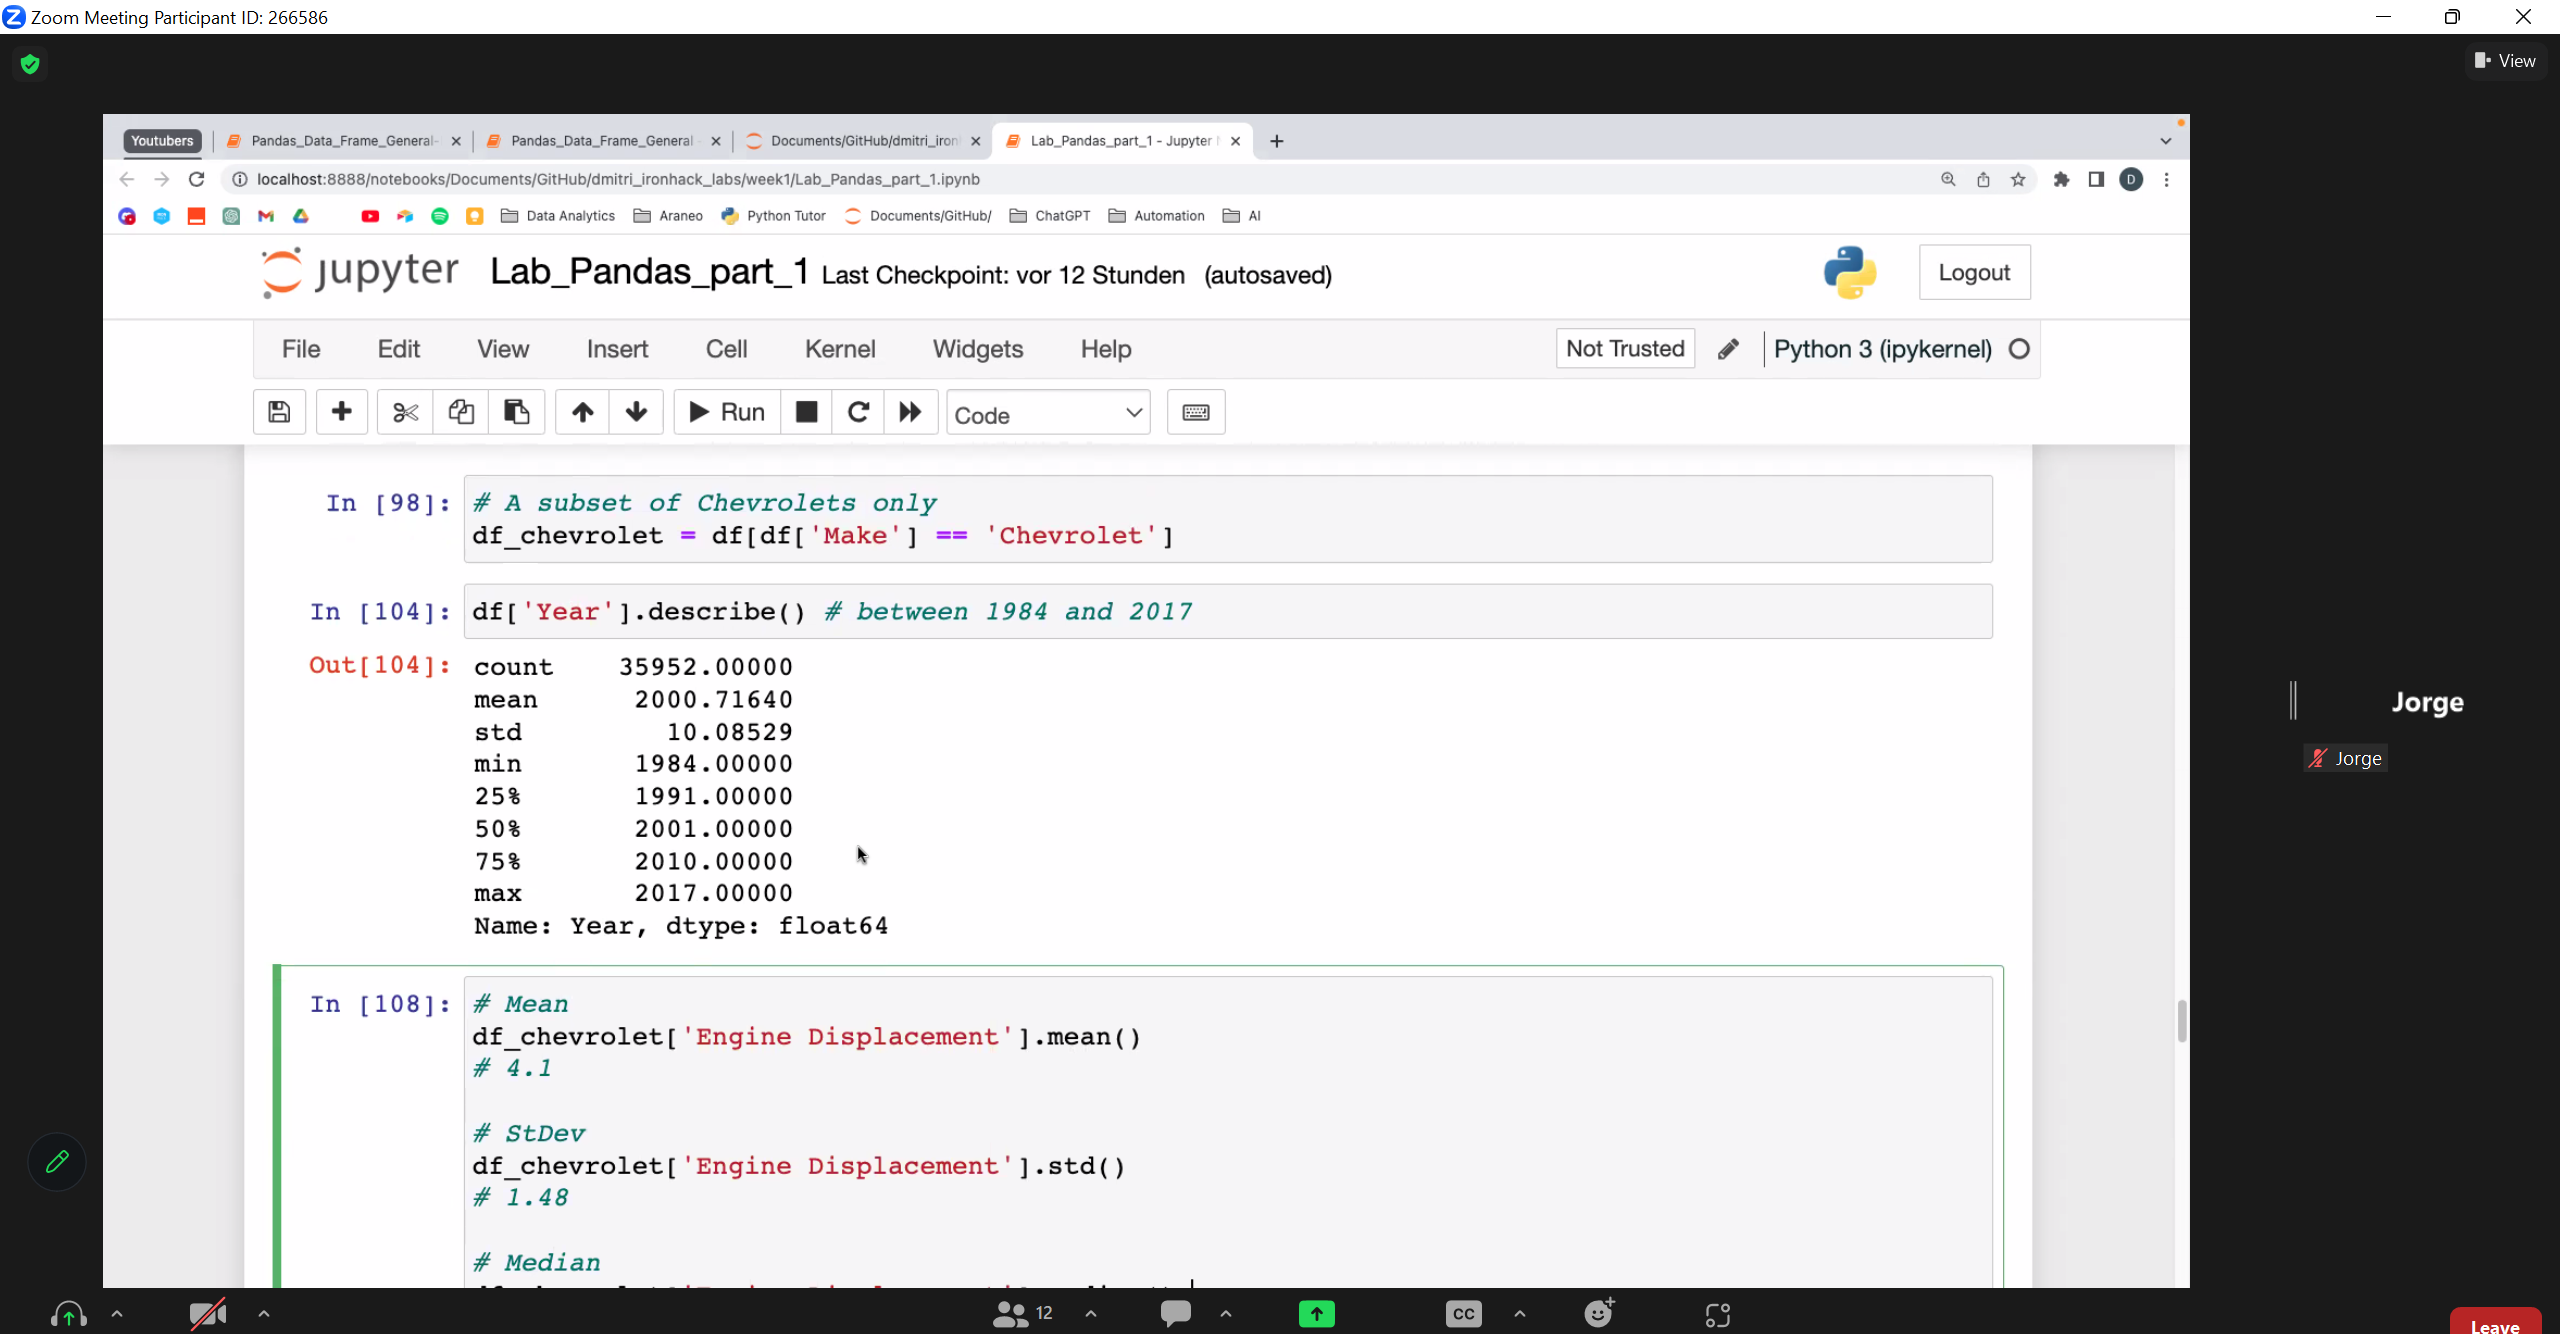 Zoom Meeting Participant ID: 266586
View
Youtubers
Pandas_Data_Frame_General-
Pandas_Data_Frame_General
Documents/GitHub/dmitri_iron
Lab_Pandas_part_1 - Jupyter
localhost:8888/notebooks/Documents/GitHub/dmitri_ironhack_labs/week1/Lab_Pandas_part_1.ipynb
D
Data Analytics
Araneo
Python Tutor
Documents/GitHub/
ChatGPT
Automation
AI
jupyter Lab_Pandas_part_1 Last Checkpoint: vor 12 Stunden (autosaved)
Logout
File Edit View Insert Cell Kernel Widgets Help
Not Trusted
Python 3 (ipykernel)
Run
Code
In [98]: # A subset of Chevrolets only
df_chevrolet = df[df['Make'] == 'Chevrolet']
In [104]: df['Year'].describe() # between 1984 and 2017
Out[104]: count 35952.00000
mean 2000.71640
std 10.08529
min 1984.00000
25% 1991.00000
50% 2001.00000
75% 2010.00000
max 2017.00000
Name: Year, dtype: float64
In [108]: # Mean
df_chevrolet['Engine Displacement'].mean()
# 4.1
# StDev
df_chevrolet['Engine Displacement'].std()
# 1.48
# Median
Jorge
Jorge
12
CC
Leave